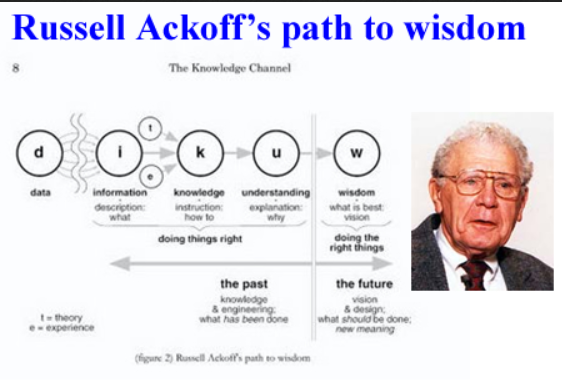 Russell Ackoff's path to wisdom
8 The Knowledge Channel
t
d i k u w
e
data information knowledge understanding wisdom
description: instruction: explanation: what is best:
what how to why vision
doing things right doing the
right things
the past the future
knowledge vision
& engineering; & design;
what has been done what should be done;
new meaning
t = theory
e = experience
(figure 2) Russell Ackoff's path to wisdom